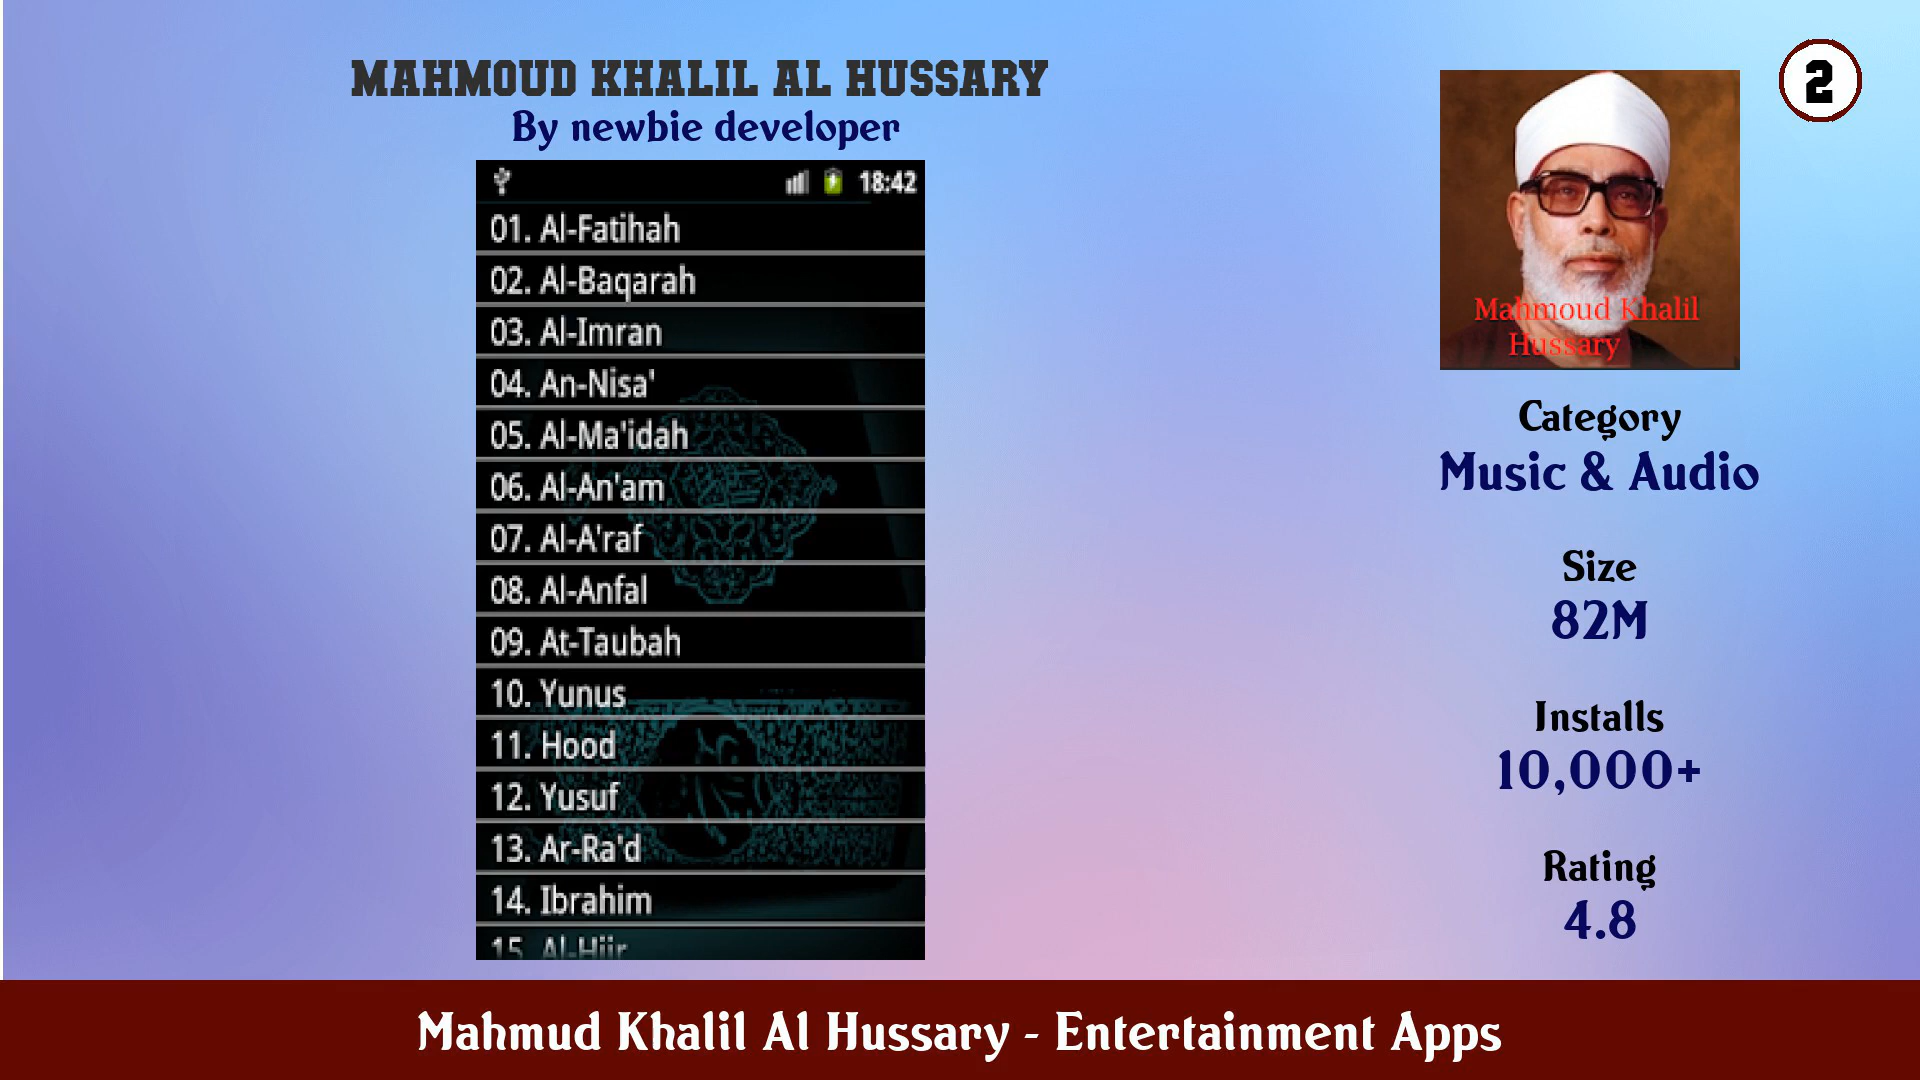 MAHMOUD KHALIL AL HUSSARY
By newbie developer
18:42
01. Al-Fatihah
02. Al-Baqarah
03. Al-Imran
04. An-Nisa'
05. Al-Ma'idah
06. Al-An'am
07. Al-A'raf
08. Al-Anfal
09. At-Taubah
10. Yunus
11. Hood
12. Yusuf
13. Ar-Ra'd
14. Ibrahim
15. Al-Hijr
2
Mahmoud Khalil
Hussary
Category
Music & Audio
Size
82M
Installs
10,000+
Rating
4.8
Mahmud Khalil Al Hussary - Entertainment Apps